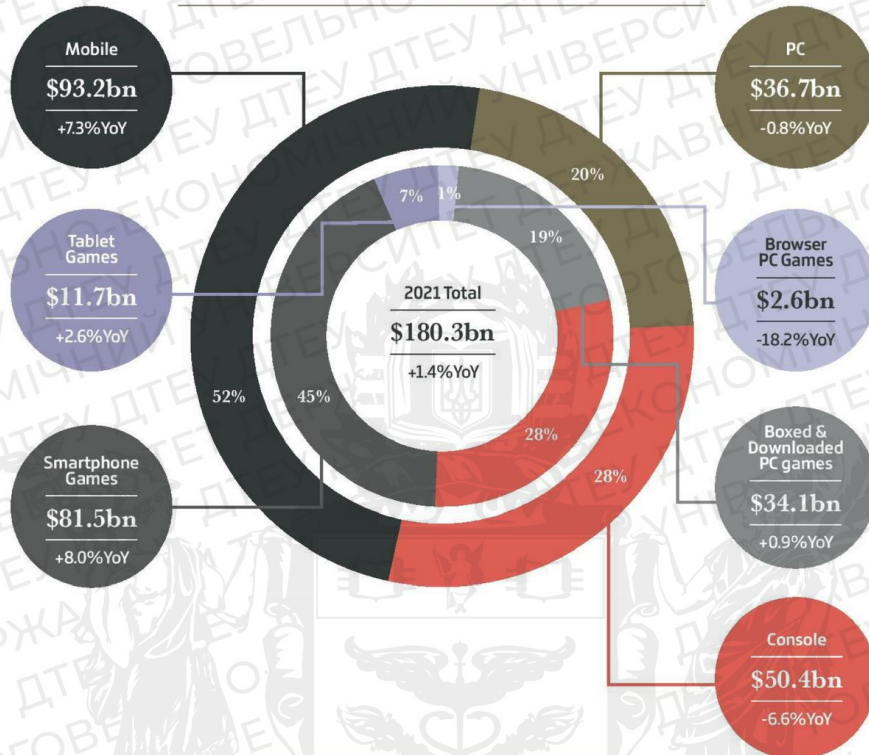 Mobile
$93.2bn
+7.3%YoY
PC
$36.7bn
-0.8%YoY
20%
7%
1%
19%
Tablet
Games
$11.7bn
+2.6%YoY
Browser
PC Games
$2.6bn
-18.2%YoY
2021 Total
$180.3bn
+1.4%YoY
52%
45%
28%
28%
Smartphone
Games
$81.5bn
+8.0%YoY
Boxed &
Downloaded
PC games
$34.1bn
+0.9%YoY
Console
$50.4bn
-6.6%YoY